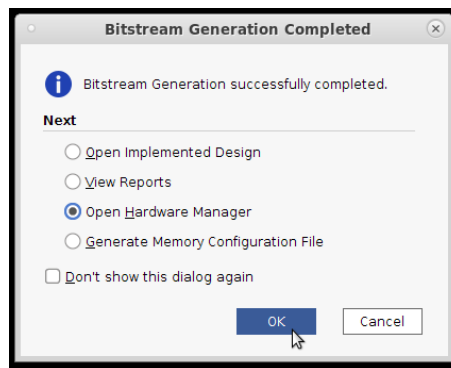 Bitstream Generation Completed
Bitstream Generation successfully completed.
Next
Open Implemented Design
View Reports
Open Hardware Manager
Generate Memory Configuration File
Don't show this dialog again
OK Cancel